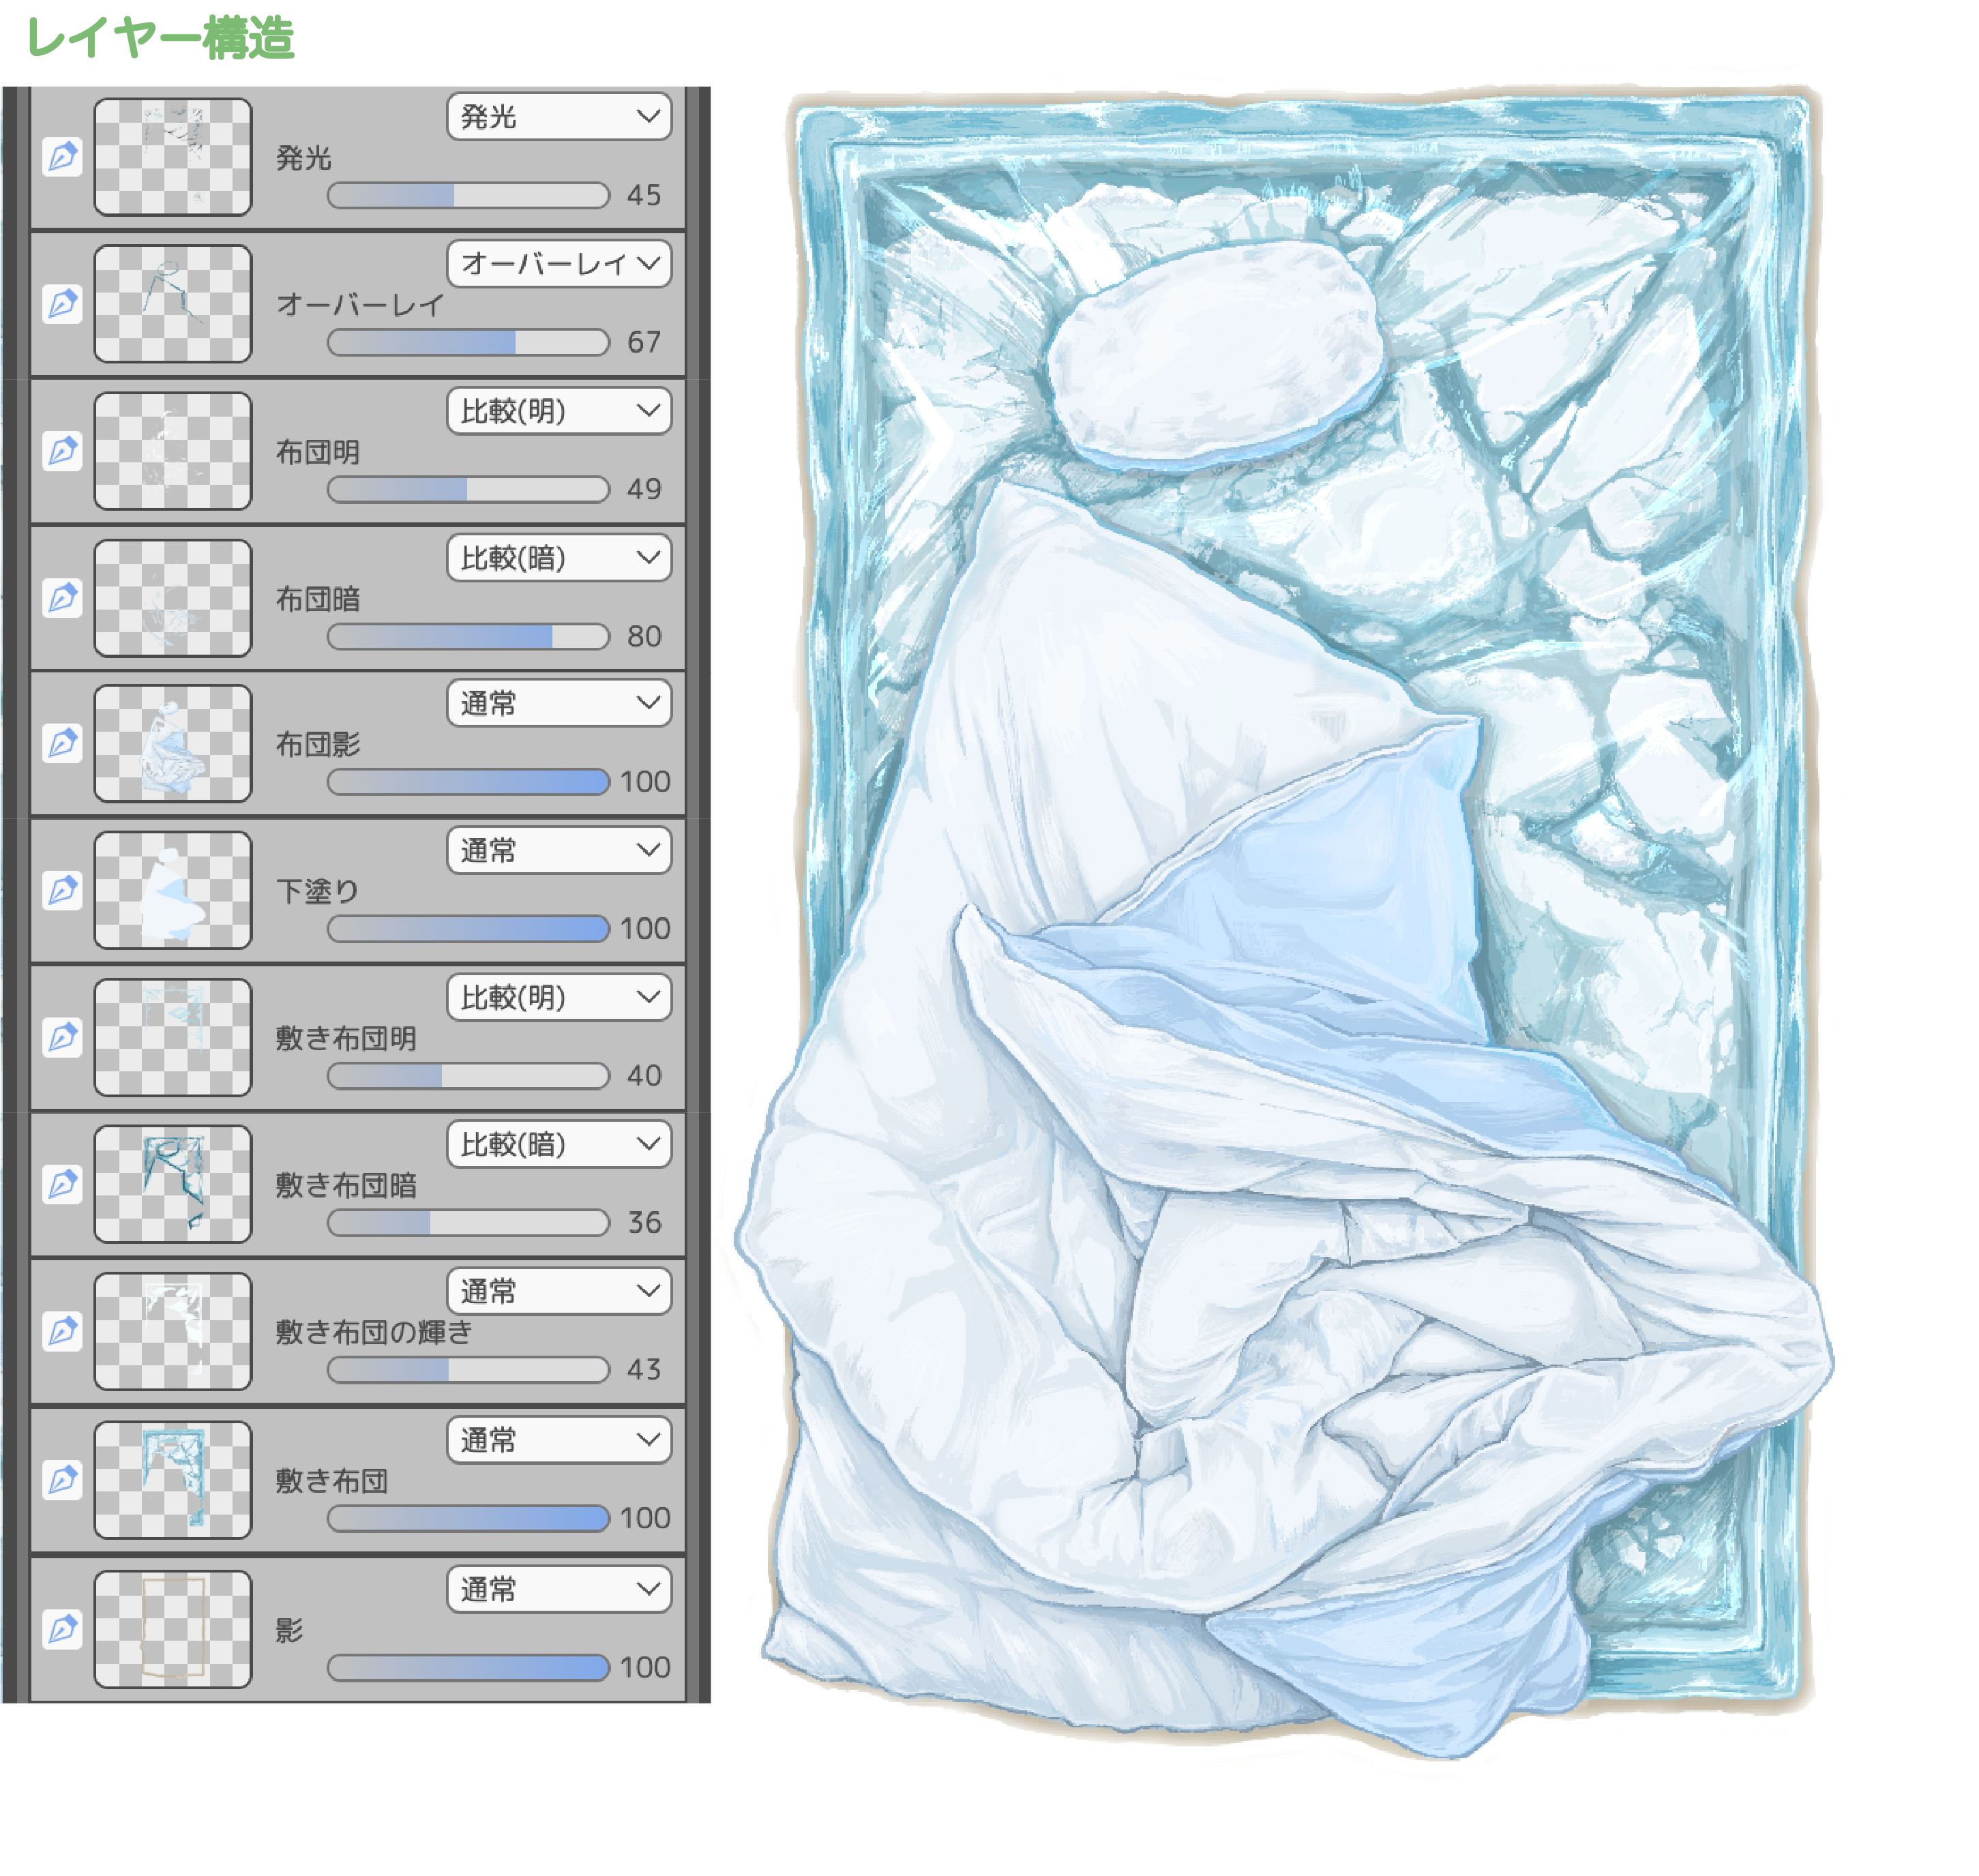 レイヤー構造
発光
発光
45
オーバーレイ
オーバーレイ
67
比較(明)
布団明
49
比較(暗)
布団暗
80
通常
布団影
100
通常
下塗り
100
比較(明)
敷き布団明
40
比較(暗)
敷き布団暗
36
通常
敷き布団の輝き
43
通常
敷き布団
100
通常
影
100